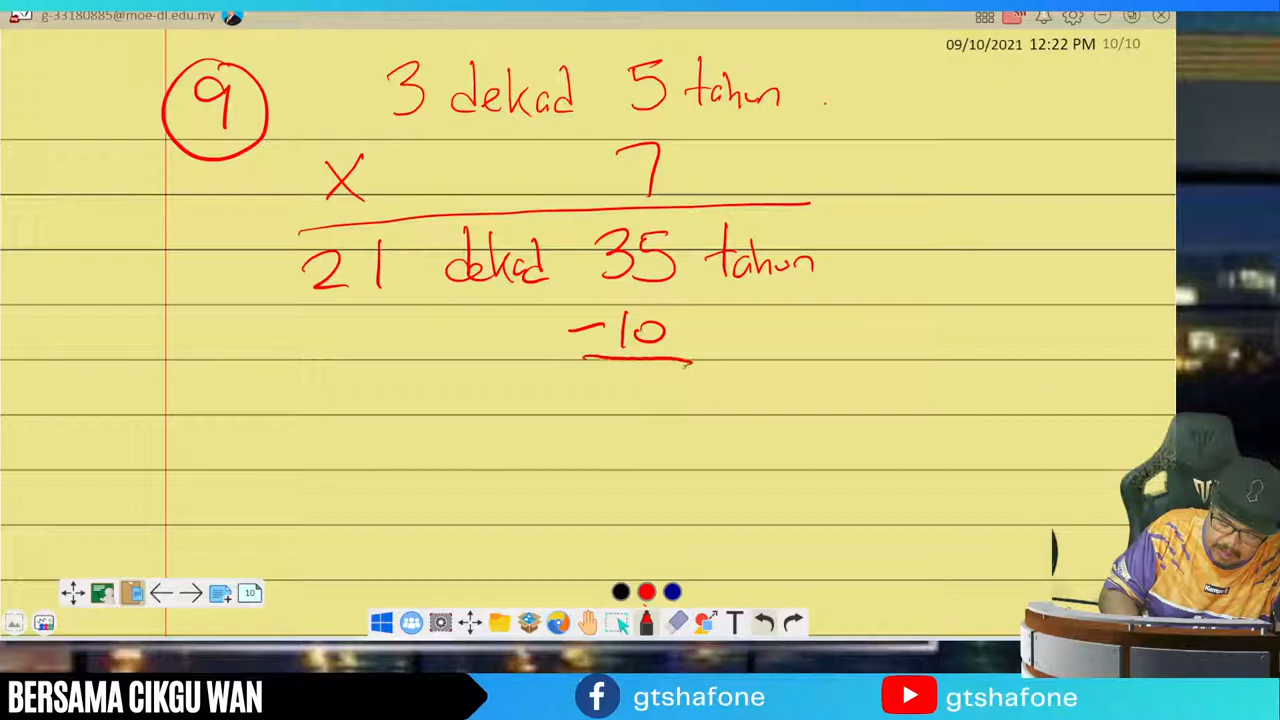 g-33180885@moe-dl.edu.my
09/10/2021 12:22 PM 10/10
9 3 dekad 5 tahun .
x 7
21 dekad 35 tahun
-10
10
T
BERSAMA CIKGU WAN gtshafone gtshafone